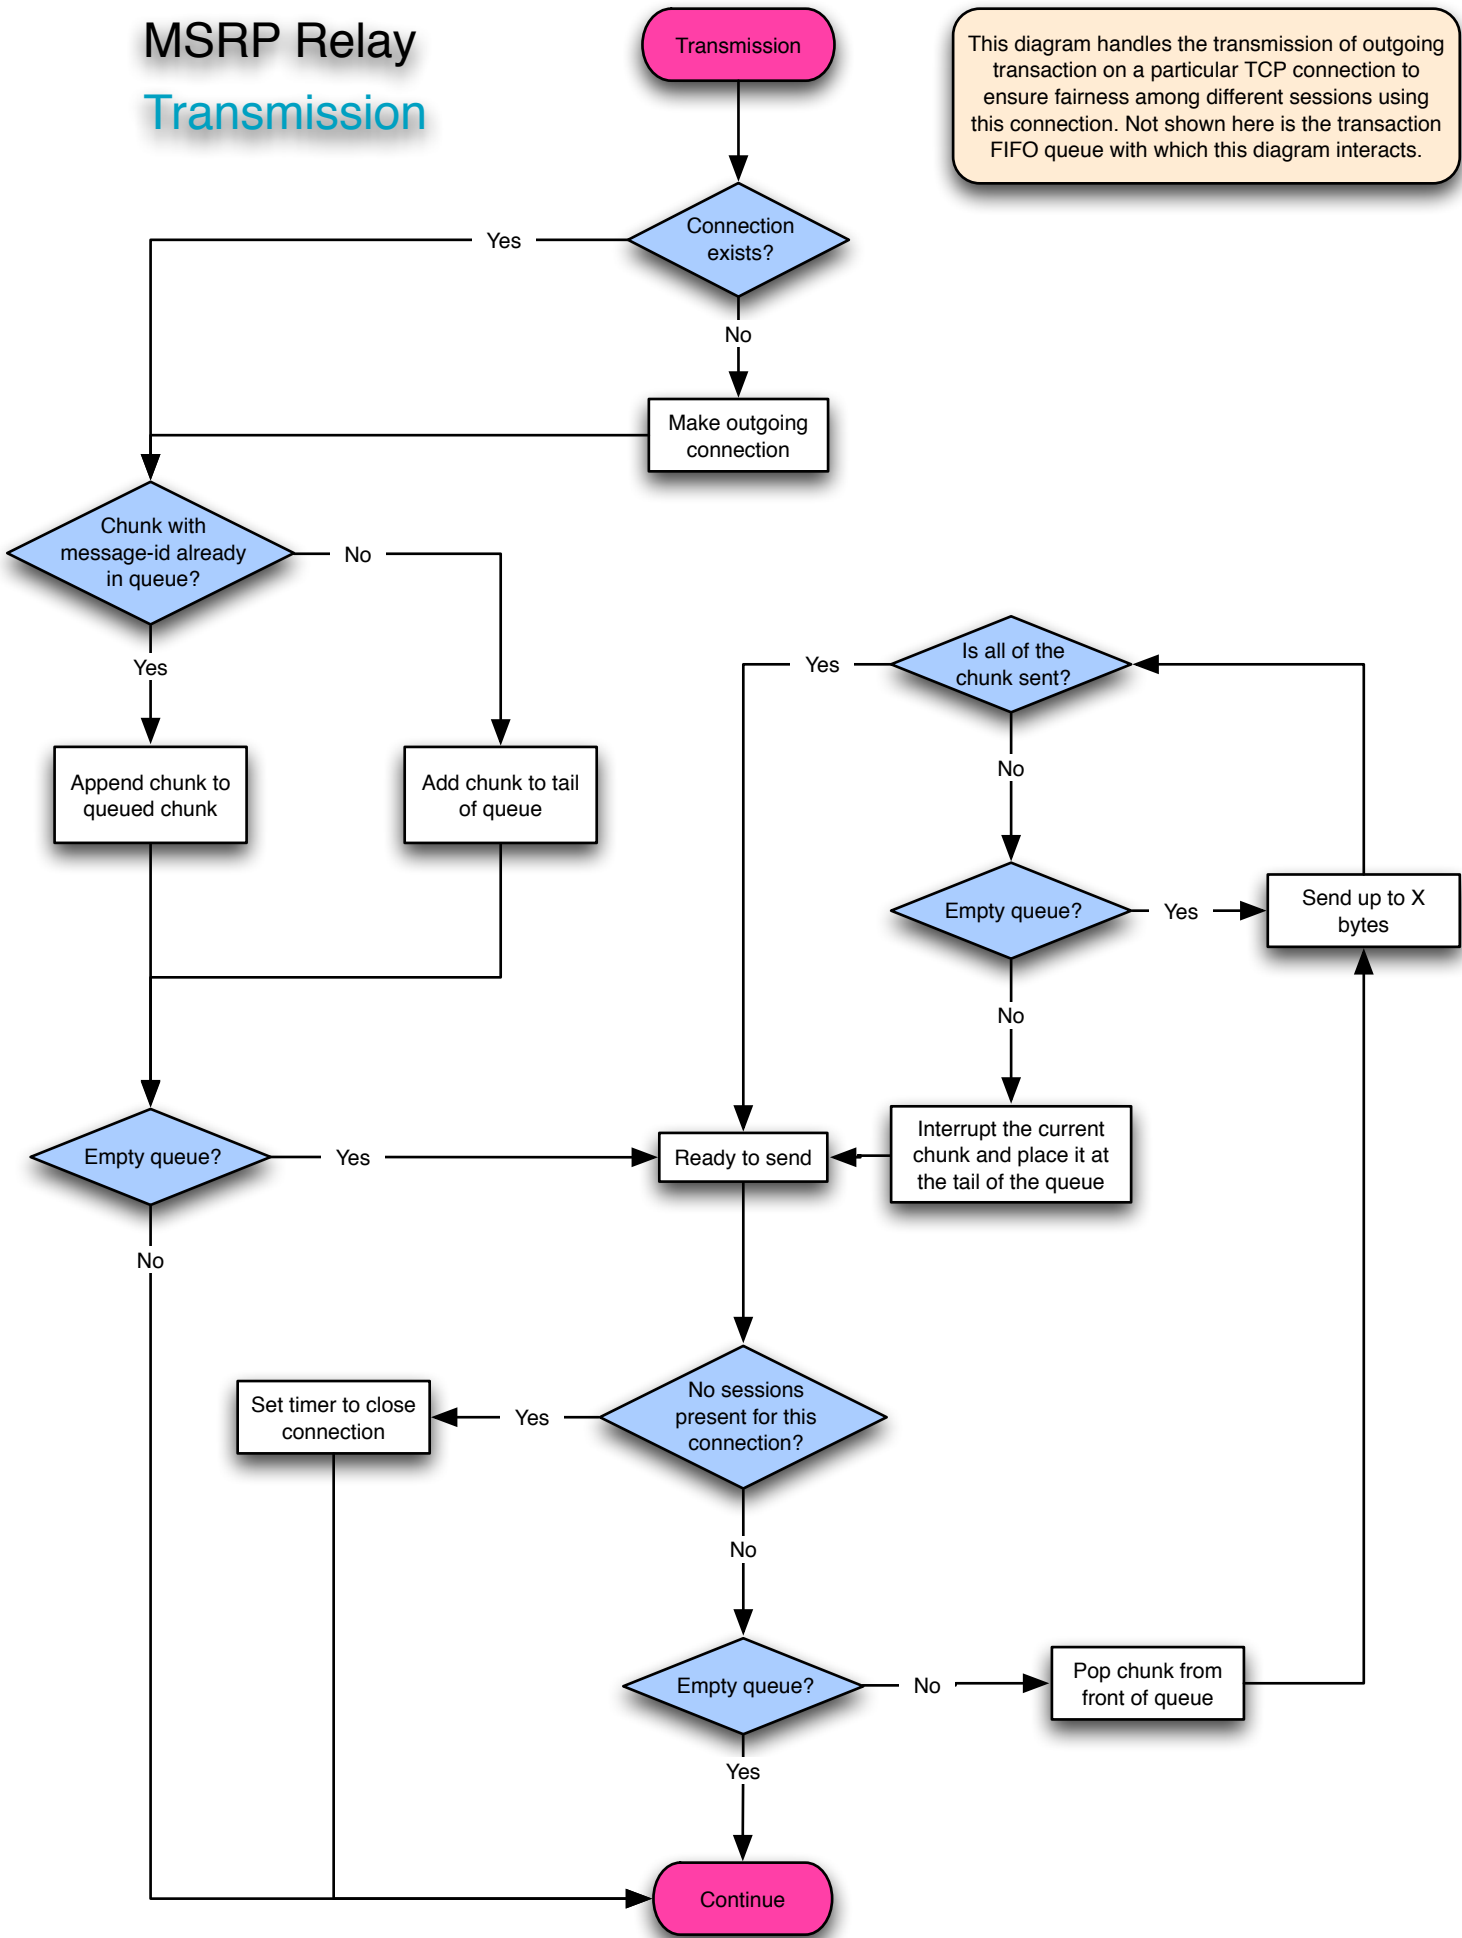 MSRP Relay
Transmission
Transmission
This diagram handles the transmission of outgoing
transaction on a particular TCP connection to
ensure fairness among different sessions using
this connection. Not shown here is the transaction
FIFO queue with which this diagram interacts.
Connection
exists?
Yes
No
Make outgoing
connection
Chunk with
message-id already
in queue?
No
Yes
Append chunk to
queued chunk
Add chunk to tail
of queue
Is all of the
chunk sent?
Yes
No
Empty queue?
Yes
Send up to X
bytes
No
Interrupt the current
chunk and place it at
the tail of the queue
Empty queue?
Yes
Ready to send
No
No sessions
present for this
connection?
Yes
Set timer to close
connection
No
Empty queue?
No
Pop chunk from
front of queue
Yes
Continue